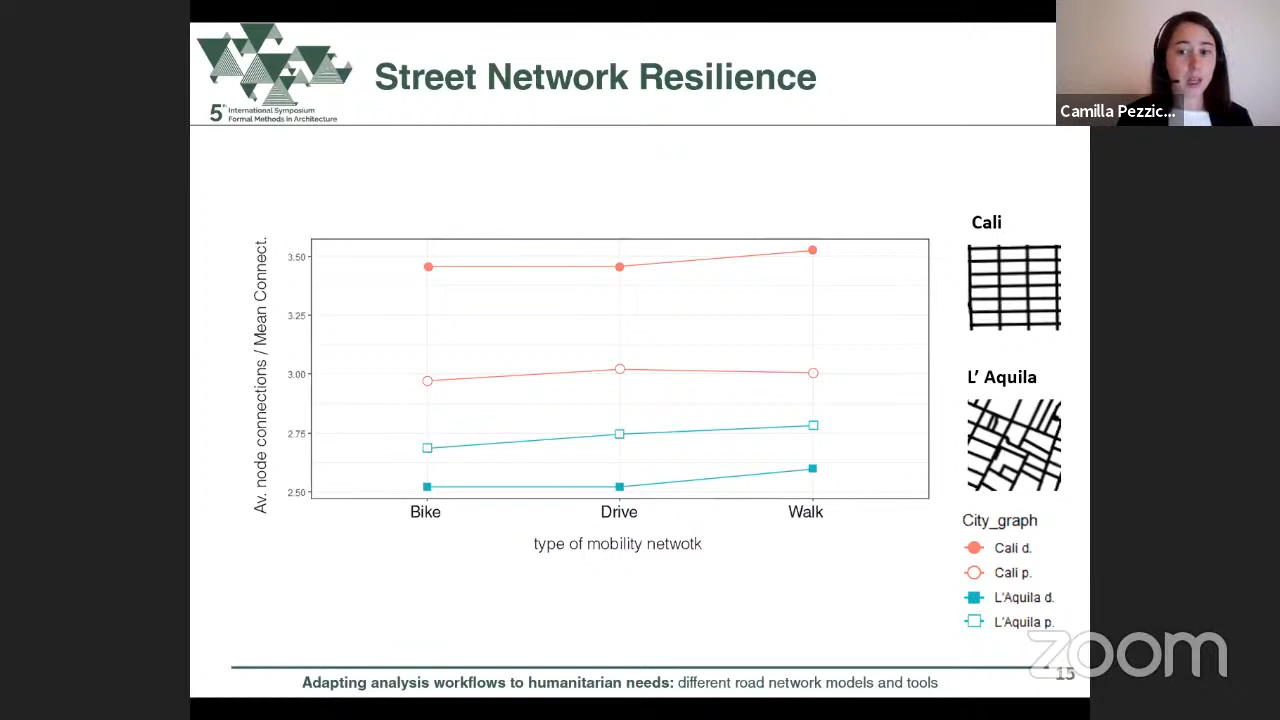 5th International Symposium
Formal Methods in Architecture
Street Network Resilience
Camilla Pezzic...
Av. node connections / Mean Connect.
3.50
3.25
3.00
2.75
2.50
Bike Drive Walk
type of mobility netwotk
Cali
L' Aquila
City_graph
Cali d.
Cali p.
L'Aquila d.
L'Aquila p.
zoom
15
Adapting analysis workflows to humanitarian needs: different road network models and tools